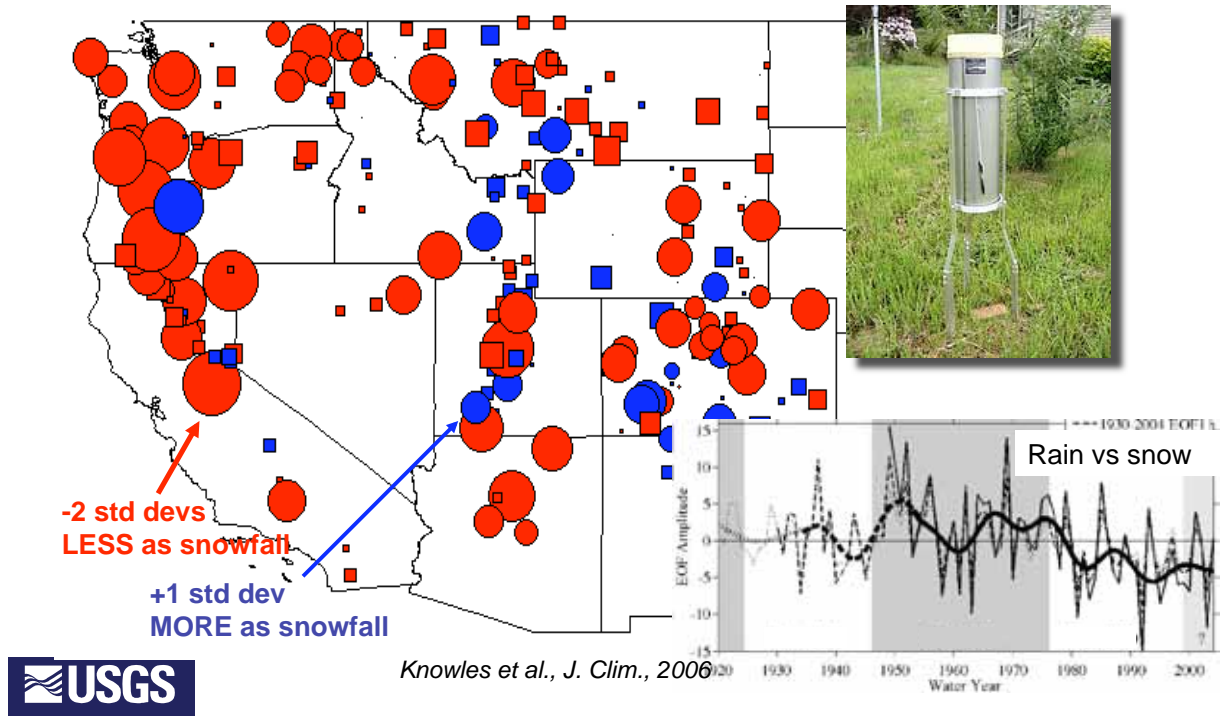 -2 std devs
LESS as snowfall
+1 std dev
MORE as snowfall
USGS
Knowles et al., J. Clim., 2006
1930-2004 EOF1
Rain vs snow
EOF Amplitude
15
10
5
0
-5
-10
-15
1930
1940
1950
1960
1970
1980
1990
2000
Water Year
?